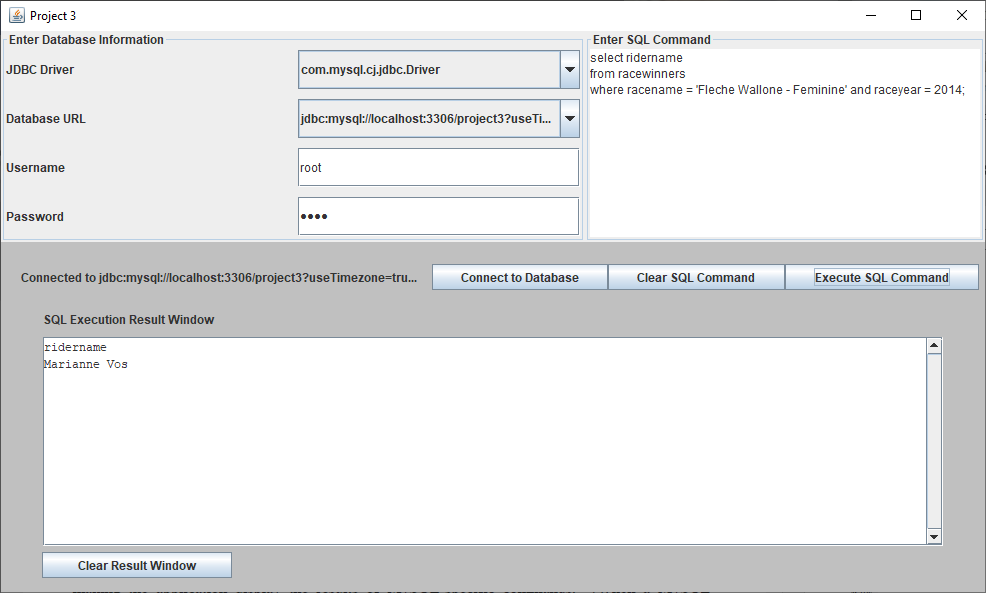 Project 3
Enter Database Information
JDBC Driver
com.mysql.cj.jdbc.Driver
Database URL
jdbc:mysql://localhost:3306/project3?useTi...
Username
root
Password
••••
Enter SQL Command
select ridername
from racewinners
where racename = 'Fleche Wallone - Feminine' and raceyear = 2014;
Connected to jdbc:mysql://localhost:3306/project3?useTimezone=tru...
Connect to Database
Clear SQL Command
Execute SQL Command
SQL Execution Result Window
ridername
Marianne Vos
Clear Result Window